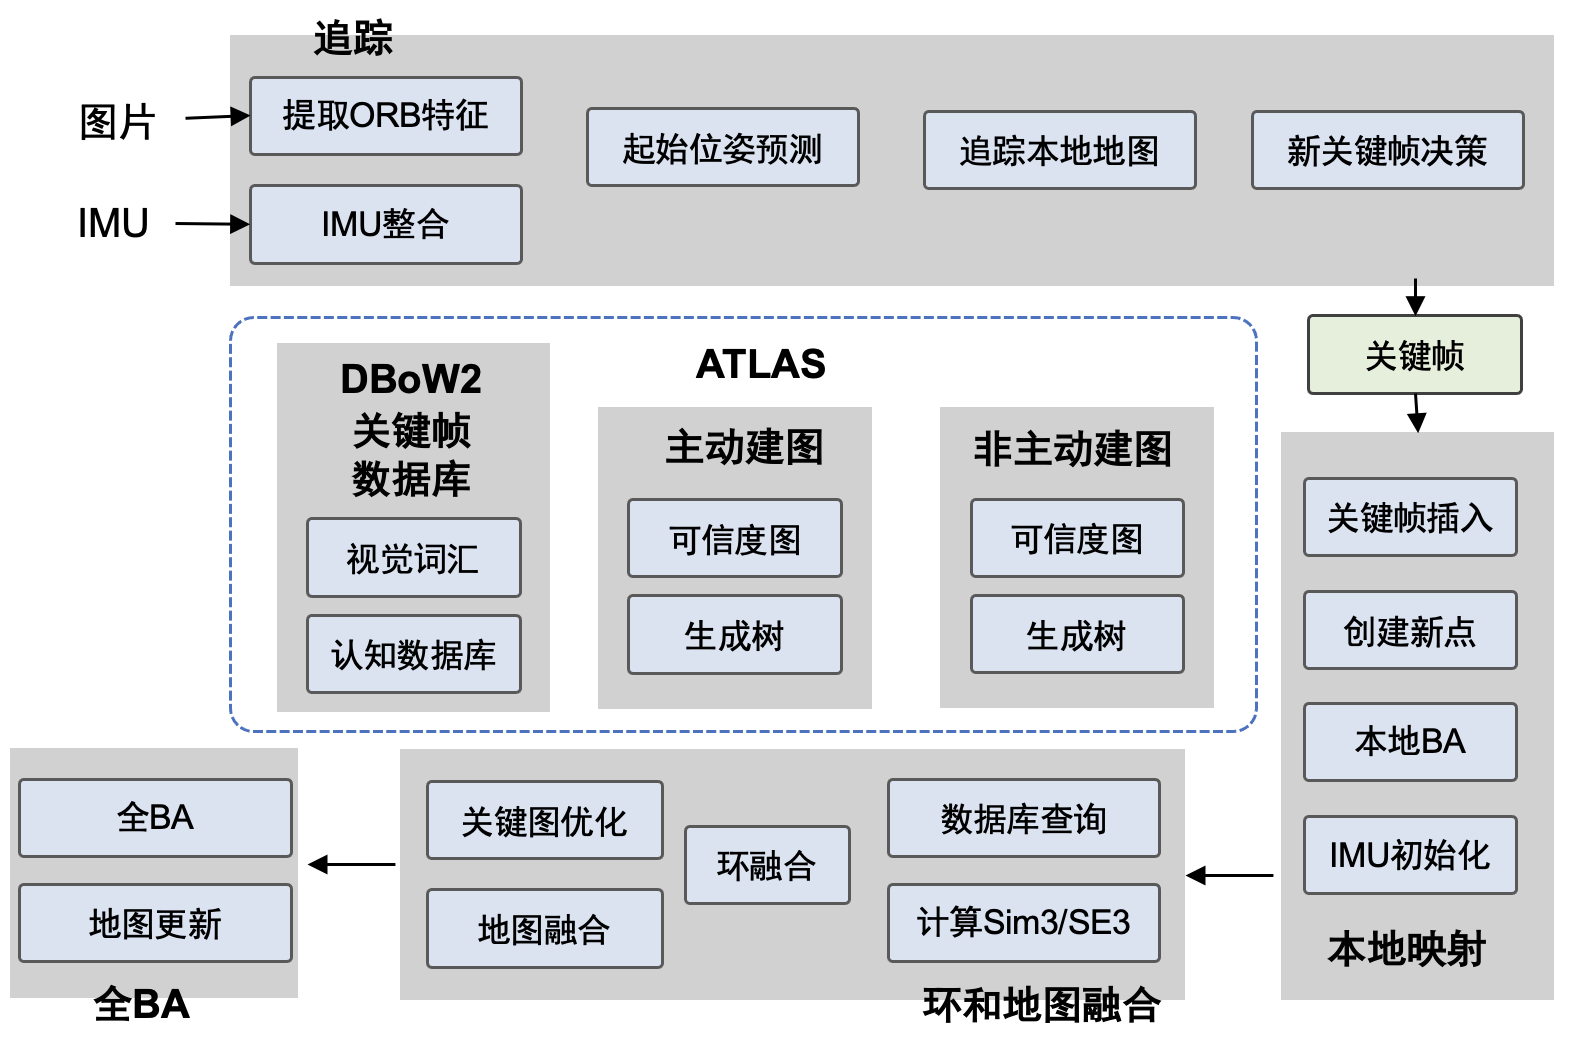 追踪
图片
提取ORB特征
IMU
IMU整合
起始位姿预测
追踪本地地图
新关键帧决策
关键帧
ATLAS
DBoW2
关键帧
数据库
视觉词汇
认知数据库
主动建图
可信度图
生成树
非主动建图
可信度图
生成树
关键帧插入
创建新点
本地BA
IMU初始化
本地映射
数据库查询
计算Sim3/SE3
环融合
关键图优化
地图融合
环和地图融合
全BA
地图更新
全BA